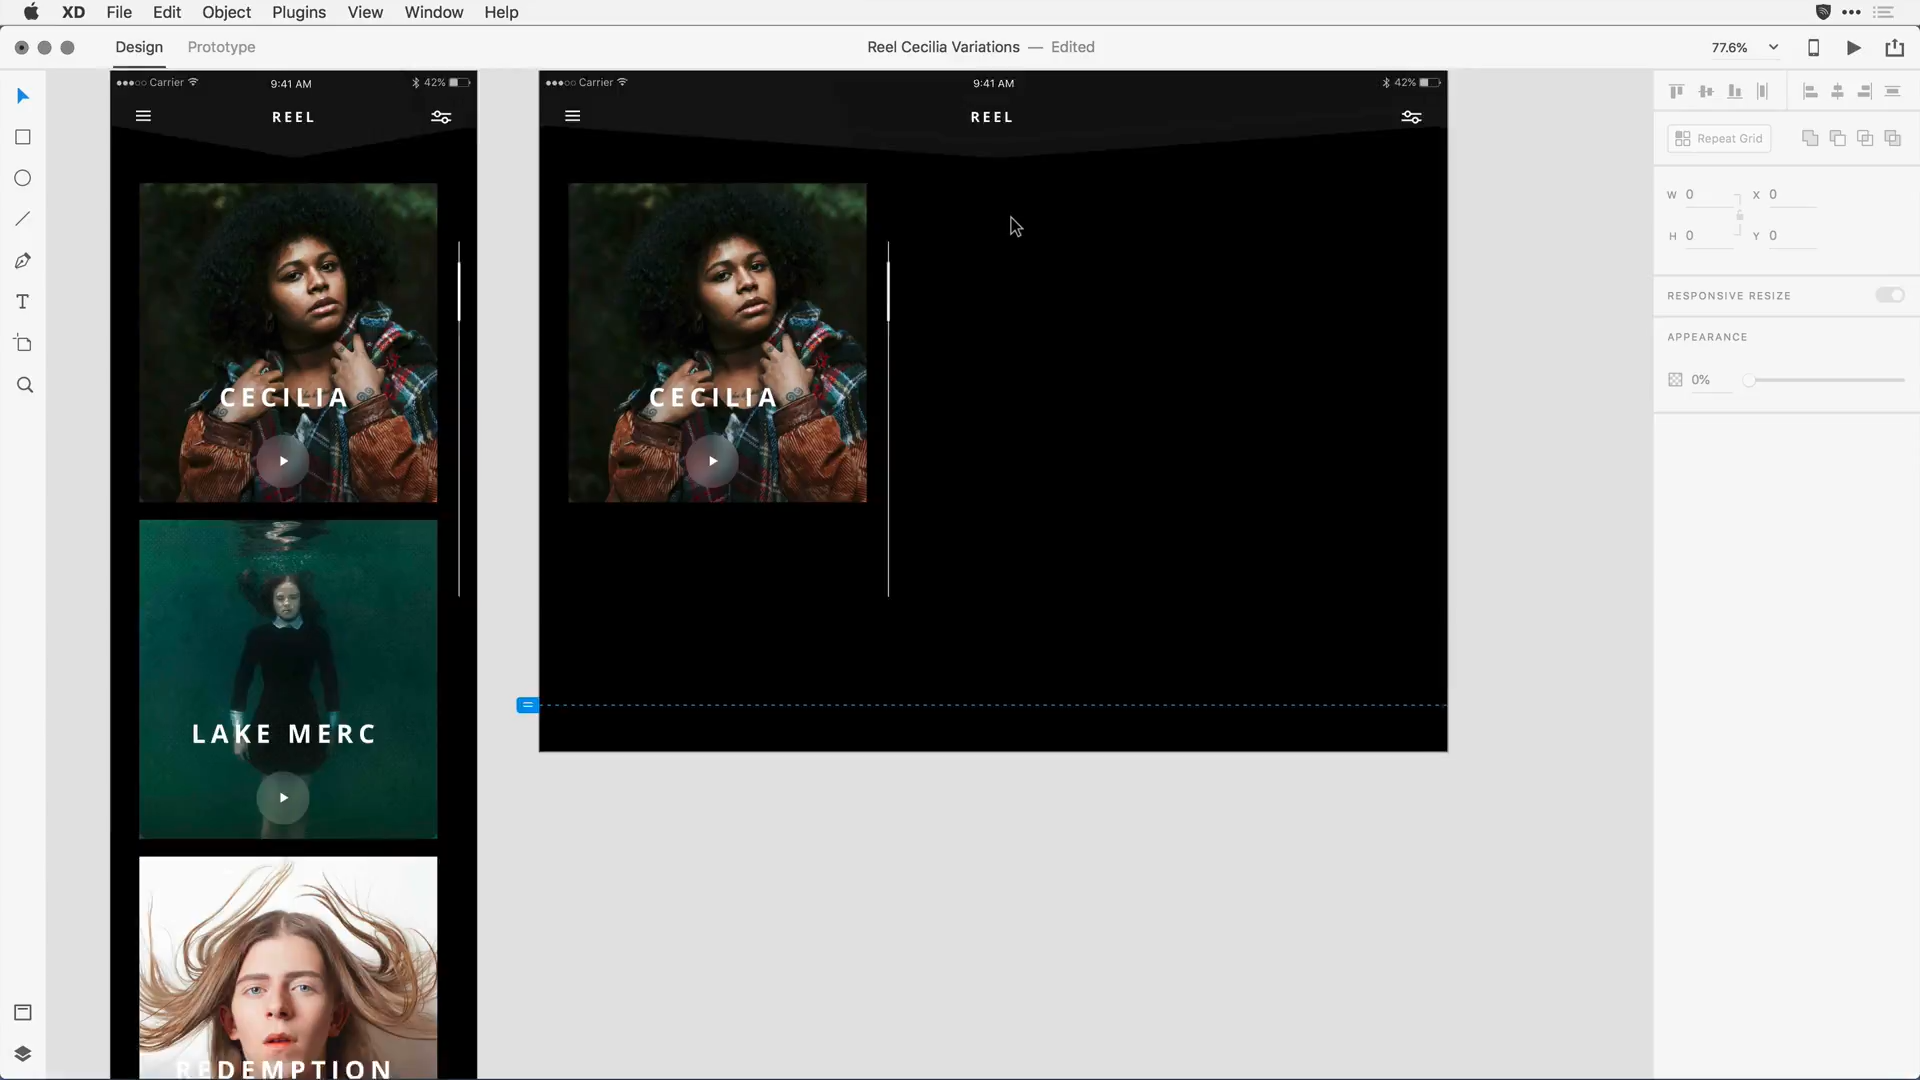 XD File Edit Object Plugins View Window Help
Design Prototype
Reel Cecilia Variations — Edited
77.6%
Carrier 9:41 AM 42%
REEL
CECILIA
LAKE MERC
REDEMPTION
Carrier 9:41 AM 42%
REEL
CECILIA
T
Repeat Grid
W 0 X 0
H 0 Y 0
RESPONSIVE RESIZE
APPEARANCE
0%